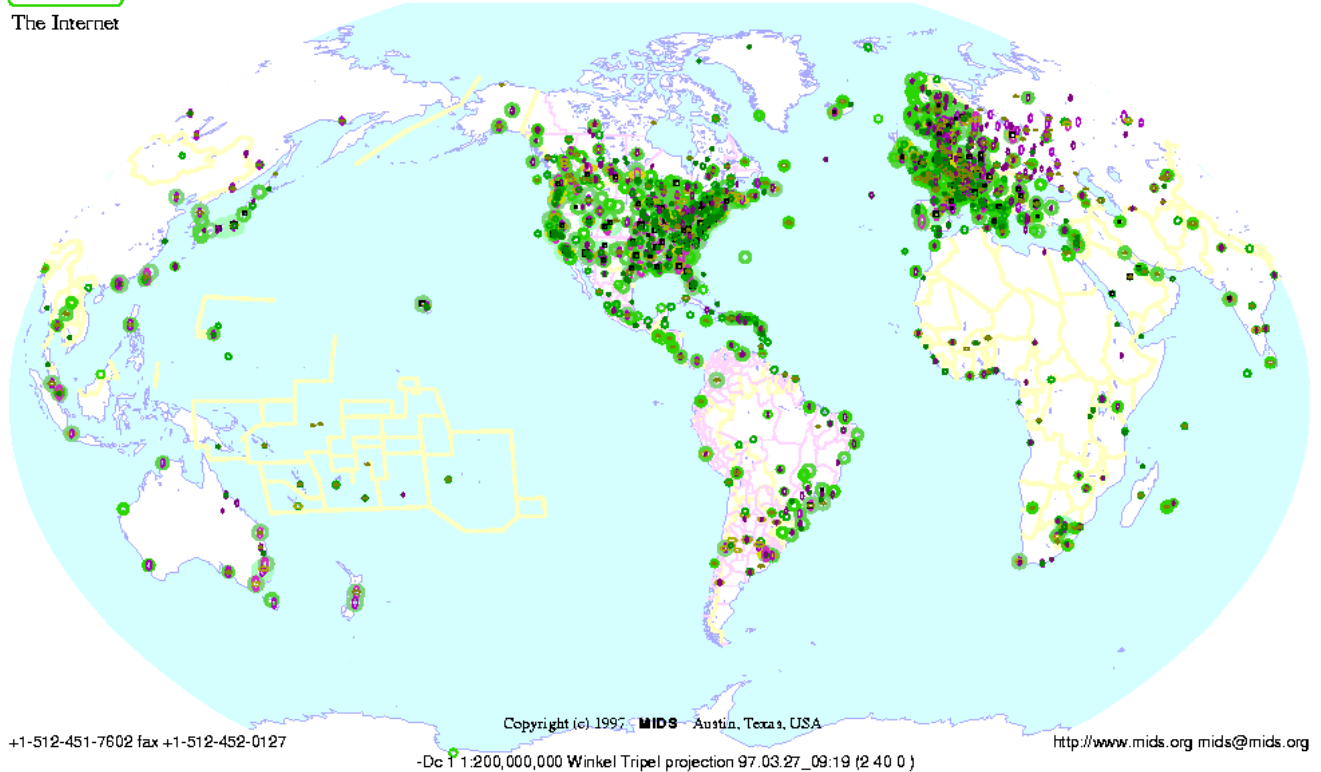 The Internet
Copyright (c) 1997 MIDS Austin, Texas, USA
+1-512-451-7602 fax +1-512-452-0127
http://www.mids.org mids@mids.org
-Dc 1 1:200,000,000 Winkel Tripel projection 97.03.27_09:19 (2 40 0 )